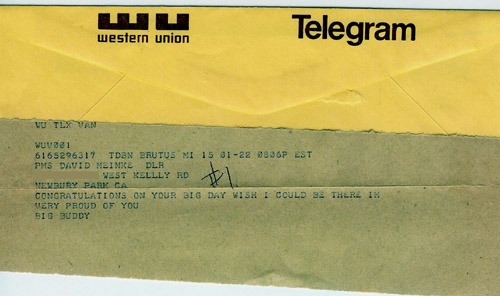 WU
western union
Telegram
WU TLX VAN
WUV001
6165296317 TDBN BRUTUS MI 15 01-22 0806P EST
PMS DAVID MEINKE DLR
WEST KELLLY RD
#1
NEWBURY PARK CA
CONGRATULATIONS ON YOUR BIG DAY WISH I COULD BE THERE IM
VERY PROUD OF YOU
BIG BUDDY